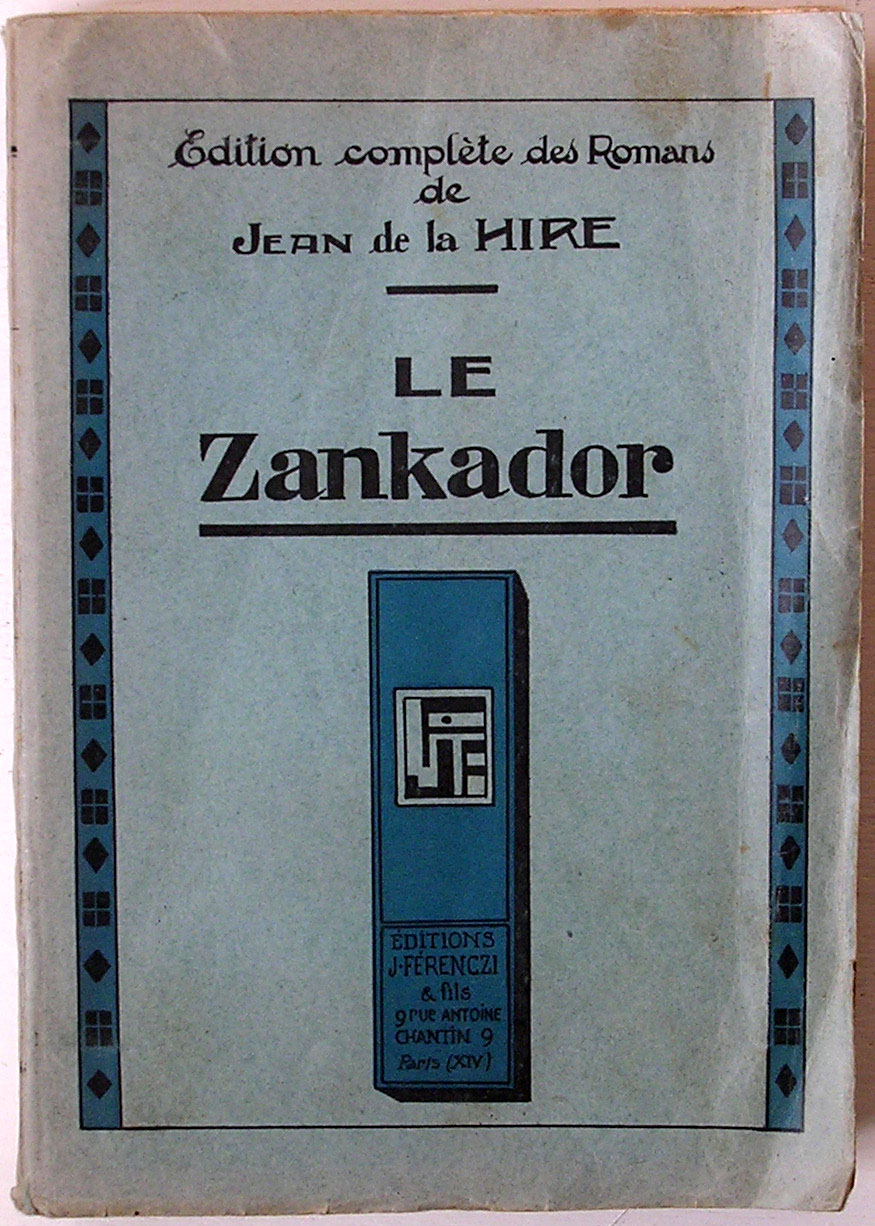 Édition complète des Romans
de
JEAN de la HIRE
LE
Zankador
JF
ÉDITIONS
J. FÉRENCZI
& fils
9 rue ANTOINE
CHANTIN 9
Paris (XIV)